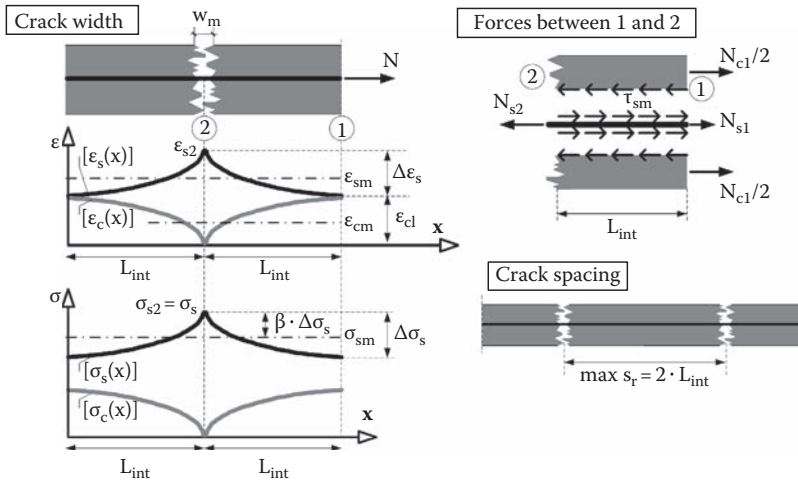 Crack width
w_m
N
2
1
ε
[ε_s(x)]
ε_s2
ε_sm
Δε_s
[ε_c(x)]
ε_cm
ε_cl
x
L_int
L_int
σ
σ_s2 = σ_s
β · Δσ_s
σ_sm
Δσ_s
[σ_s(x)]
[σ_c(x)]
x
L_int
L_int
Forces between 1 and 2
2
N_c1/2
1
τ_sm
N_s2
N_s1
N_c1/2
L_int
Crack spacing
max s_r = 2 · L_int